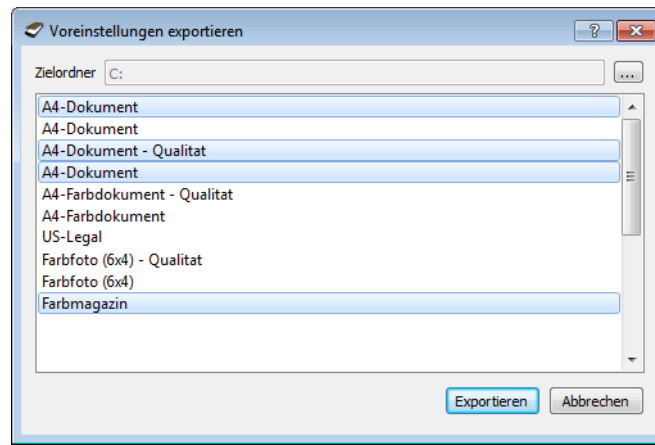 Voreinstellungen exportieren
Zielordner C: ...
A4-Dokument
A4-Dokument
A4-Dokument - Qualitat
A4-Dokument
A4-Farbdokument - Qualitat
A4-Farbdokument
US-Legal
Farbfoto (6x4) - Qualitat
Farbfoto (6x4)
Farbmagazin
Exportieren Abbrechen